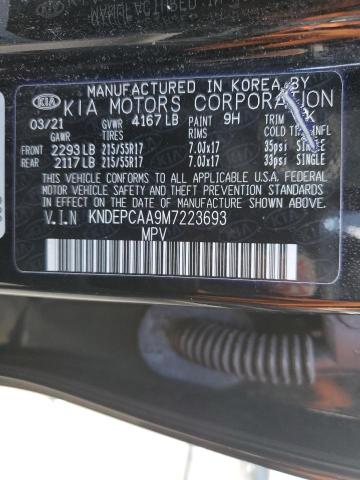 MANUFACTURED IN KOREA BY
KIA KIA MOTORS CORPORATION
03/21 GVWR 4167 LB PAINT 9H TRIM
GAWR TIRES RIMS COLD INFL
FRONT 2293 LB 215/55R17 7.0Jx17 35psi SINGLE
REAR 2117 LB 215/55R17 7.0Jx17 33psi SINGLE
THIS VEHICLE CONFORMS TO ALL APPLICABLE U.S.A. FEDERAL
MOTOR VEHICLE SAFETY, BUMPER, AND THEFT PREVENTION
STANDARDS IN EFFECT ON THE DATE OF MANUFACTURE SHOWN ABOVE.
V.I.N KNDEPCAA9M7223693
MPV